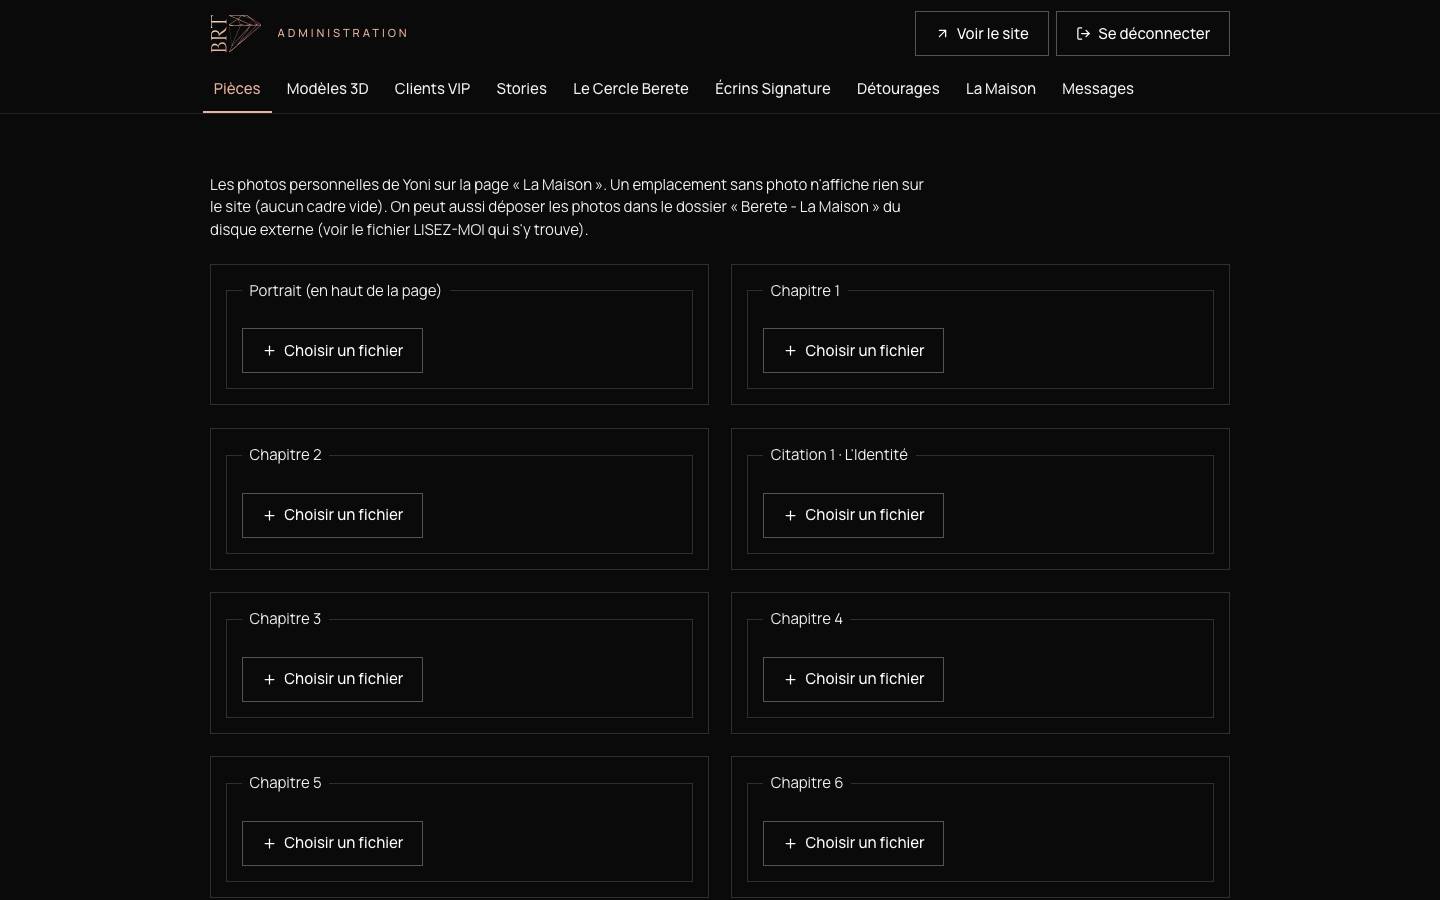 BRT
ADMINISTRATION
Voir le site
Se déconnecter
Pièces
Modèles 3D
Clients VIP
Stories
Le Cercle Berete
Écrins Signature
Détourages
La Maison
Messages
Les photos personnelles de Yoni sur la page « La Maison ». Un emplacement sans photo n'affiche rien sur
le site (aucun cadre vide). On peut aussi déposer les photos dans le dossier « Berete - La Maison » du
disque externe (voir le fichier LISEZ-MOI qui s'y trouve).
Portrait (en haut de la page)
+ Choisir un fichier
Chapitre 1
+ Choisir un fichier
Chapitre 2
+ Choisir un fichier
Citation 1 · L'Identité
+ Choisir un fichier
Chapitre 3
+ Choisir un fichier
Chapitre 4
+ Choisir un fichier
Chapitre 5
+ Choisir un fichier
Chapitre 6
+ Choisir un fichier